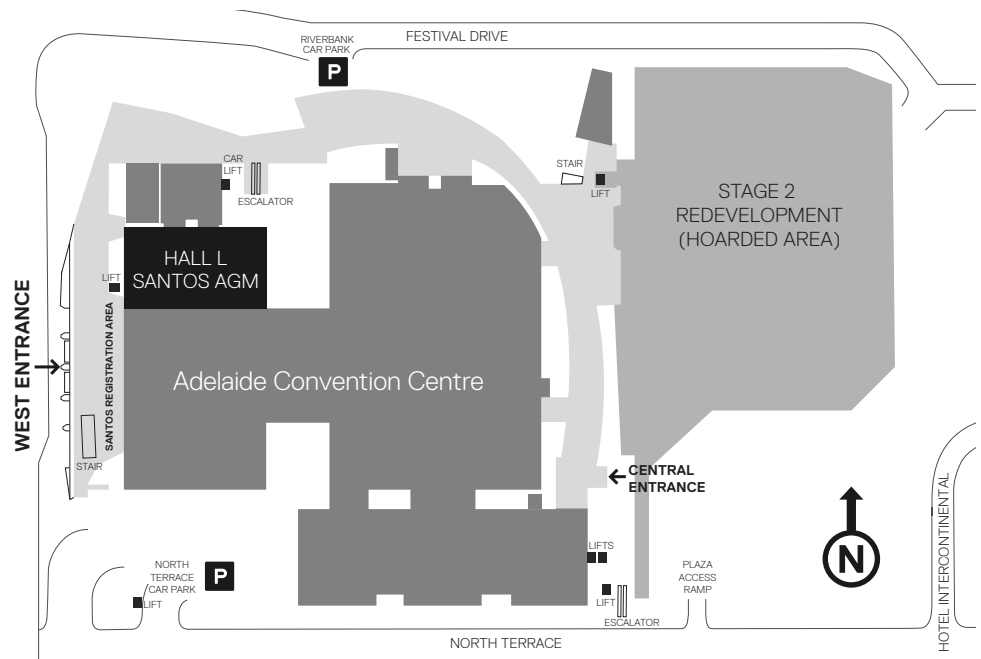 FESTIVAL DRIVE
RIVERBANK
CAR PARK
P
CAR
LIFT
ESCALATOR
STAIR
LIFT
STAGE 2
REDEVELOPMENT
(HOARDED AREA)
HALL L
SANTOS AGM
LIFT
WEST ENTRANCE
SANTOS REGISTRATION AREA
Adelaide Convention Centre
STAIR
CENTRAL
ENTRANCE
N
HOTEL INTERCONTINENTAL
NORTH
TERRACE
CAR PARK
P
LIFT
LIFTS
LIFT
ESCALATOR
PLAZA
ACCESS
RAMP
NORTH TERRACE